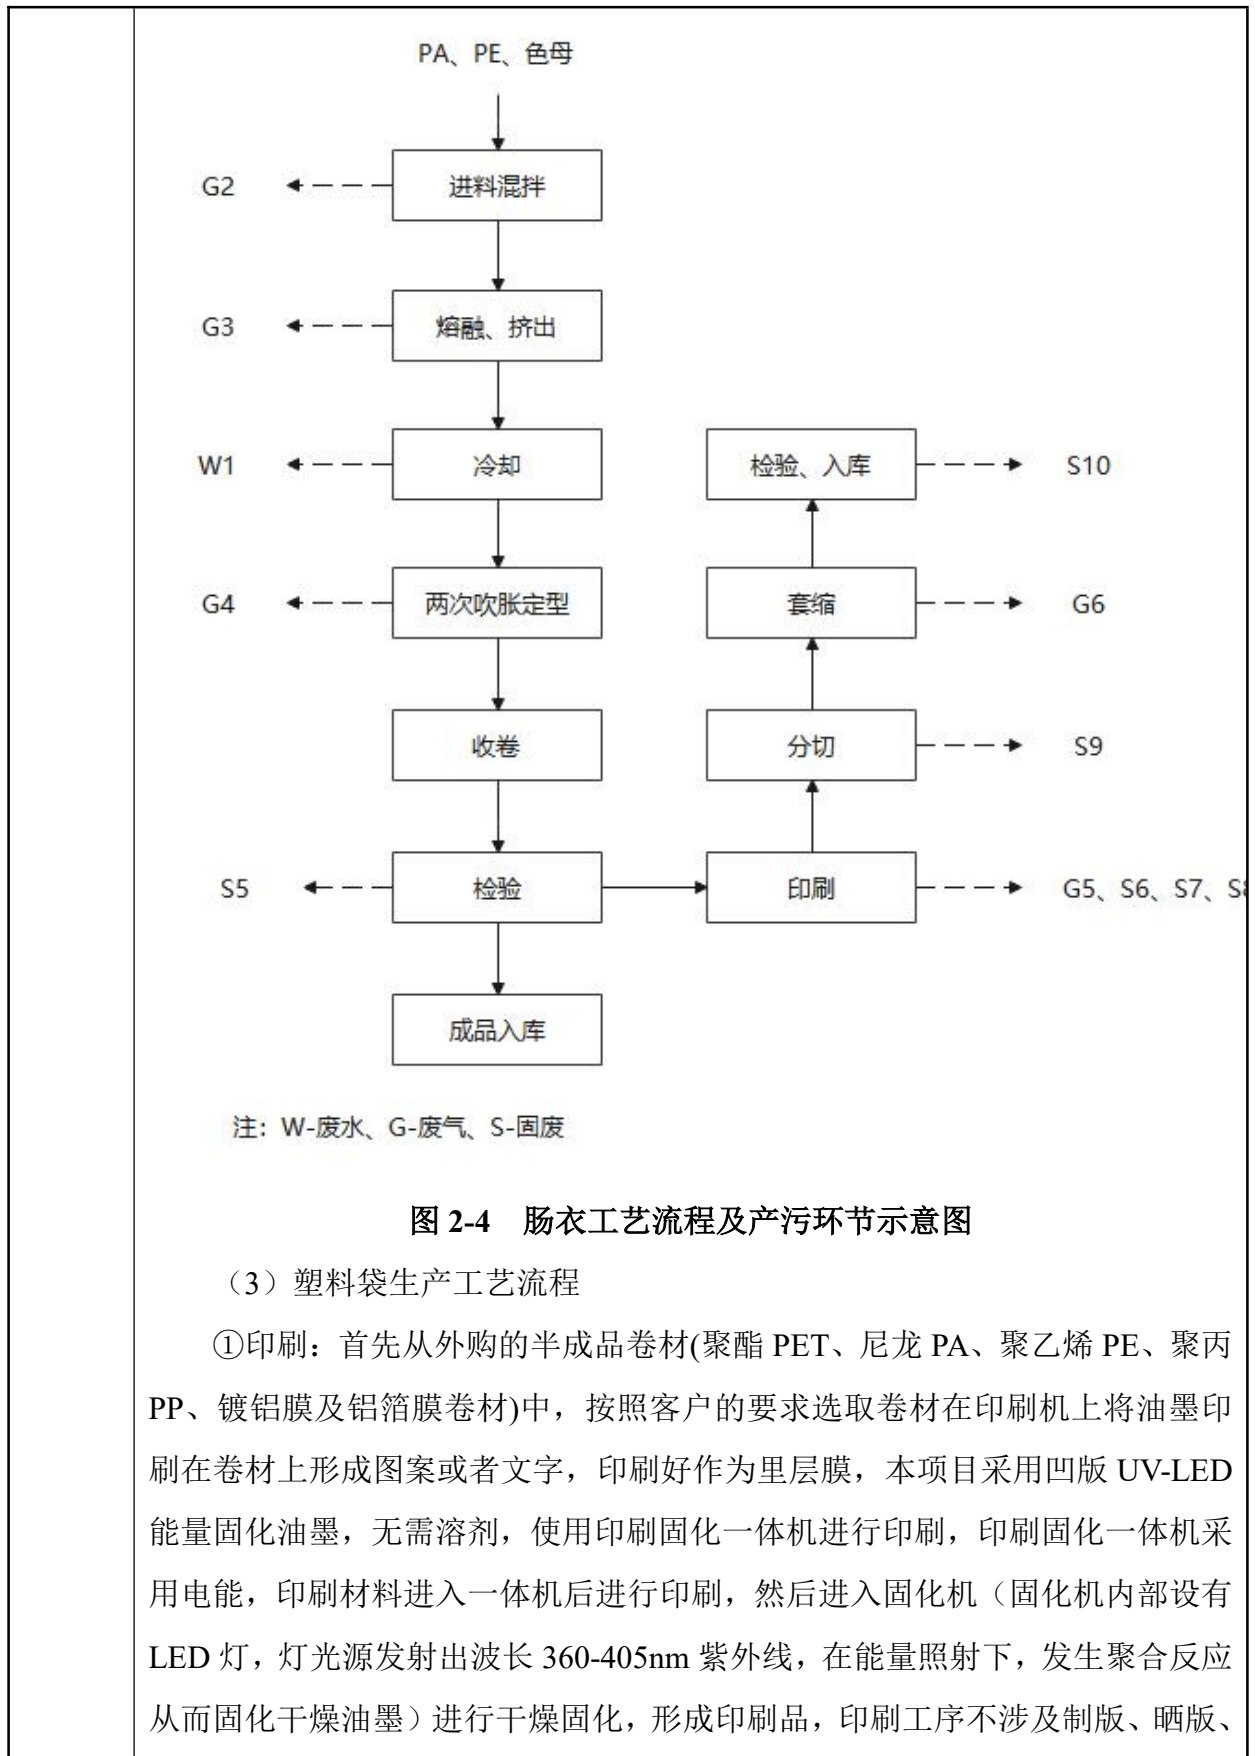 PA、PE、色母
G2
进料混拌
G3
熔融、挤出
W1
冷却
检验、入库
S10
G4
两次吹胀定型
套缩
G6
收卷
分切
S9
S5
检验
印刷
G5、S6、S7、S8
成品入库
注：W-废水、G-废气、S-固废
图 2-4 肠衣工艺流程及产污环节示意图
（3）塑料袋生产工艺流程
①印刷：首先从外购的半成品卷材(聚酯 PET、尼龙 PA、聚乙烯 PE、聚丙
PP、镀铝膜及铝箔膜卷材)中，按照客户的要求选取卷材在印刷机上将油墨印
刷在卷材上形成图案或者文字，印刷好作为里层膜，本项目采用凹版 UV-LED
能量固化油墨，无需溶剂，使用印刷固化一体机进行印刷，印刷固化一体机采
用电能，印刷材料进入一体机后进行印刷，然后进入固化机（固化机内部设有
LED 灯，灯光源发射出波长 360-405nm 紫外线，在能量照射下，发生聚合反应
从而固化干燥油墨）进行干燥固化，形成印刷品，印刷工序不涉及制版、晒版、